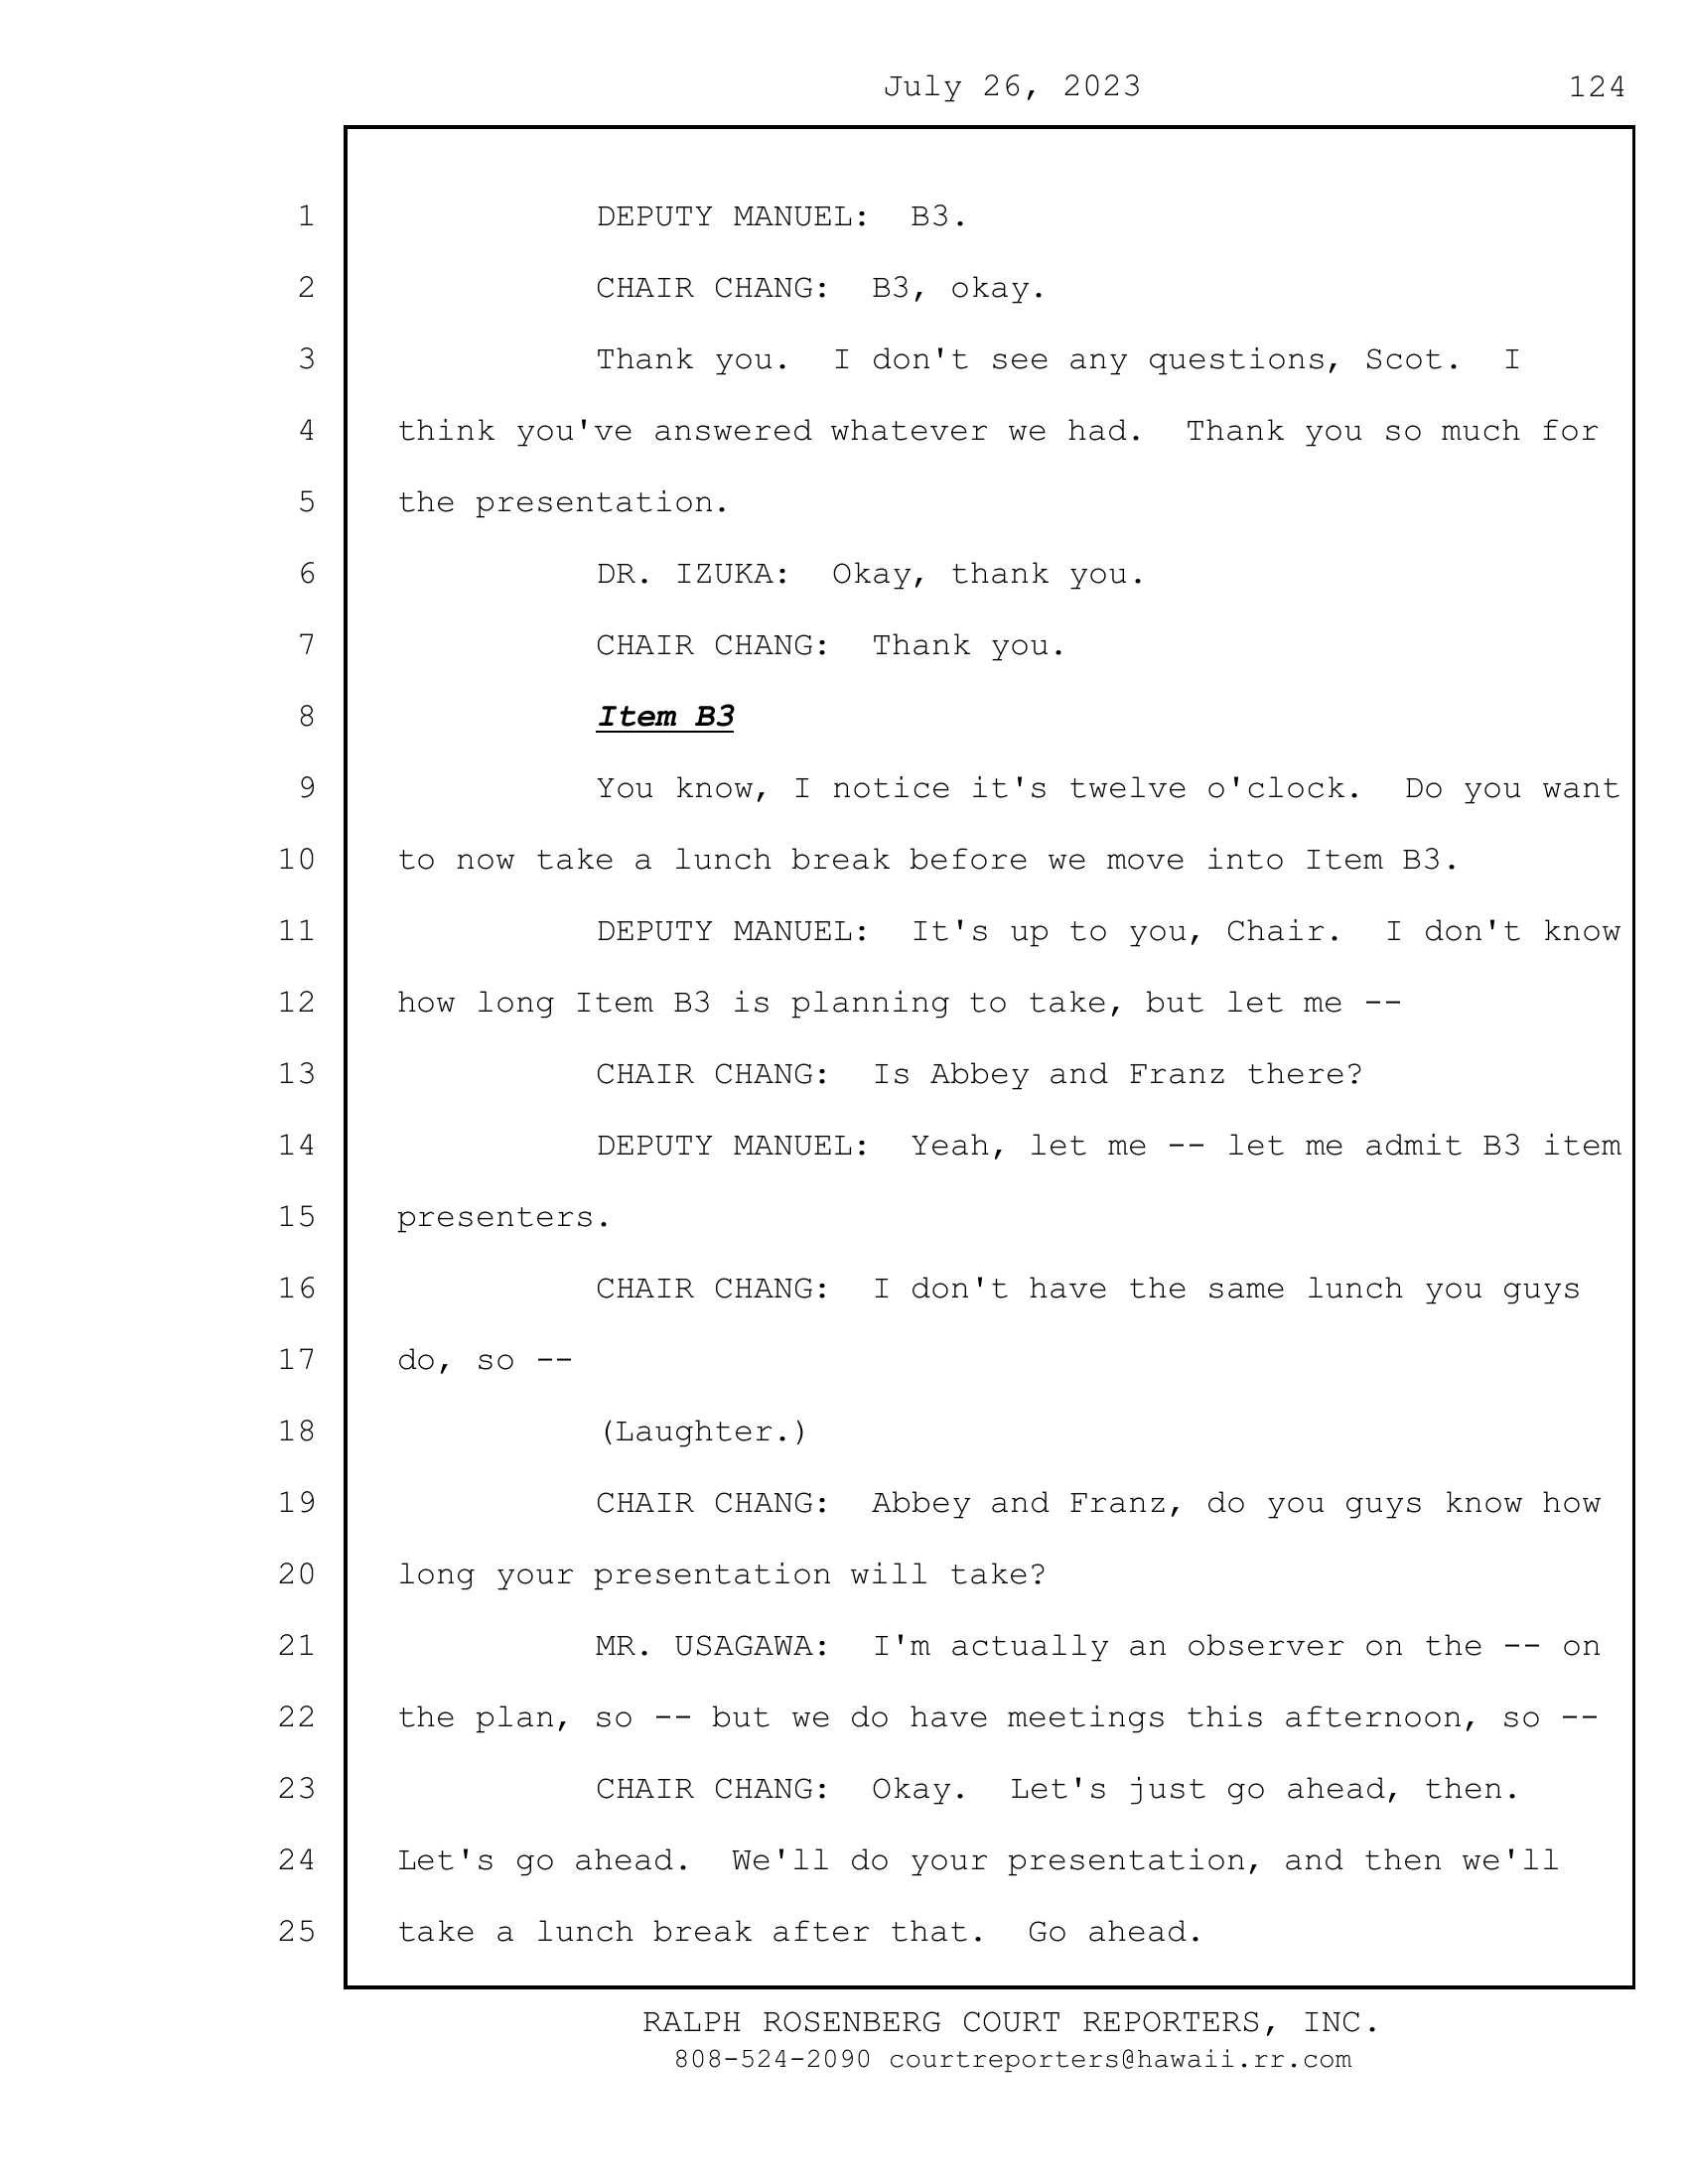 July 26, 2023 124
1 DEPUTY MANUEL:  B3.
2 CHAIR CHANG:  B3, okay.
3 Thank you.  I don't see any questions, Scot.  I
4 think you've answered whatever we had.  Thank you so much for
5 the presentation.
6 DR. IZUKA:  Okay, thank you.
7 CHAIR CHANG:  Thank you.
8 Item B3
9 You know, I notice it's twelve o'clock.  Do you want
10 to now take a lunch break before we move into Item B3.
11 DEPUTY MANUEL:  It's up to you, Chair.  I don't know
12 how long Item B3 is planning to take, but let me --
13 CHAIR CHANG:  Is Abbey and Franz there?
14 DEPUTY MANUEL:  Yeah, let me -- let me admit B3 item
15 presenters.
16 CHAIR CHANG:  I don't have the same lunch you guys
17 do, so --
18 (Laughter.)
19 CHAIR CHANG:  Abbey and Franz, do you guys know how
20 long your presentation will take?
21 MR. USAGAWA:  I'm actually an observer on the -- on
22 the plan, so -- but we do have meetings this afternoon, so --
23 CHAIR CHANG:  Okay.  Let's just go ahead, then.
24 Let's go ahead.  We'll do your presentation, and then we'll
25 take a lunch break after that.  Go ahead.
RALPH ROSENBERG COURT REPORTERS, INC.
808-524-2090 courtreporters@hawaii.rr.com